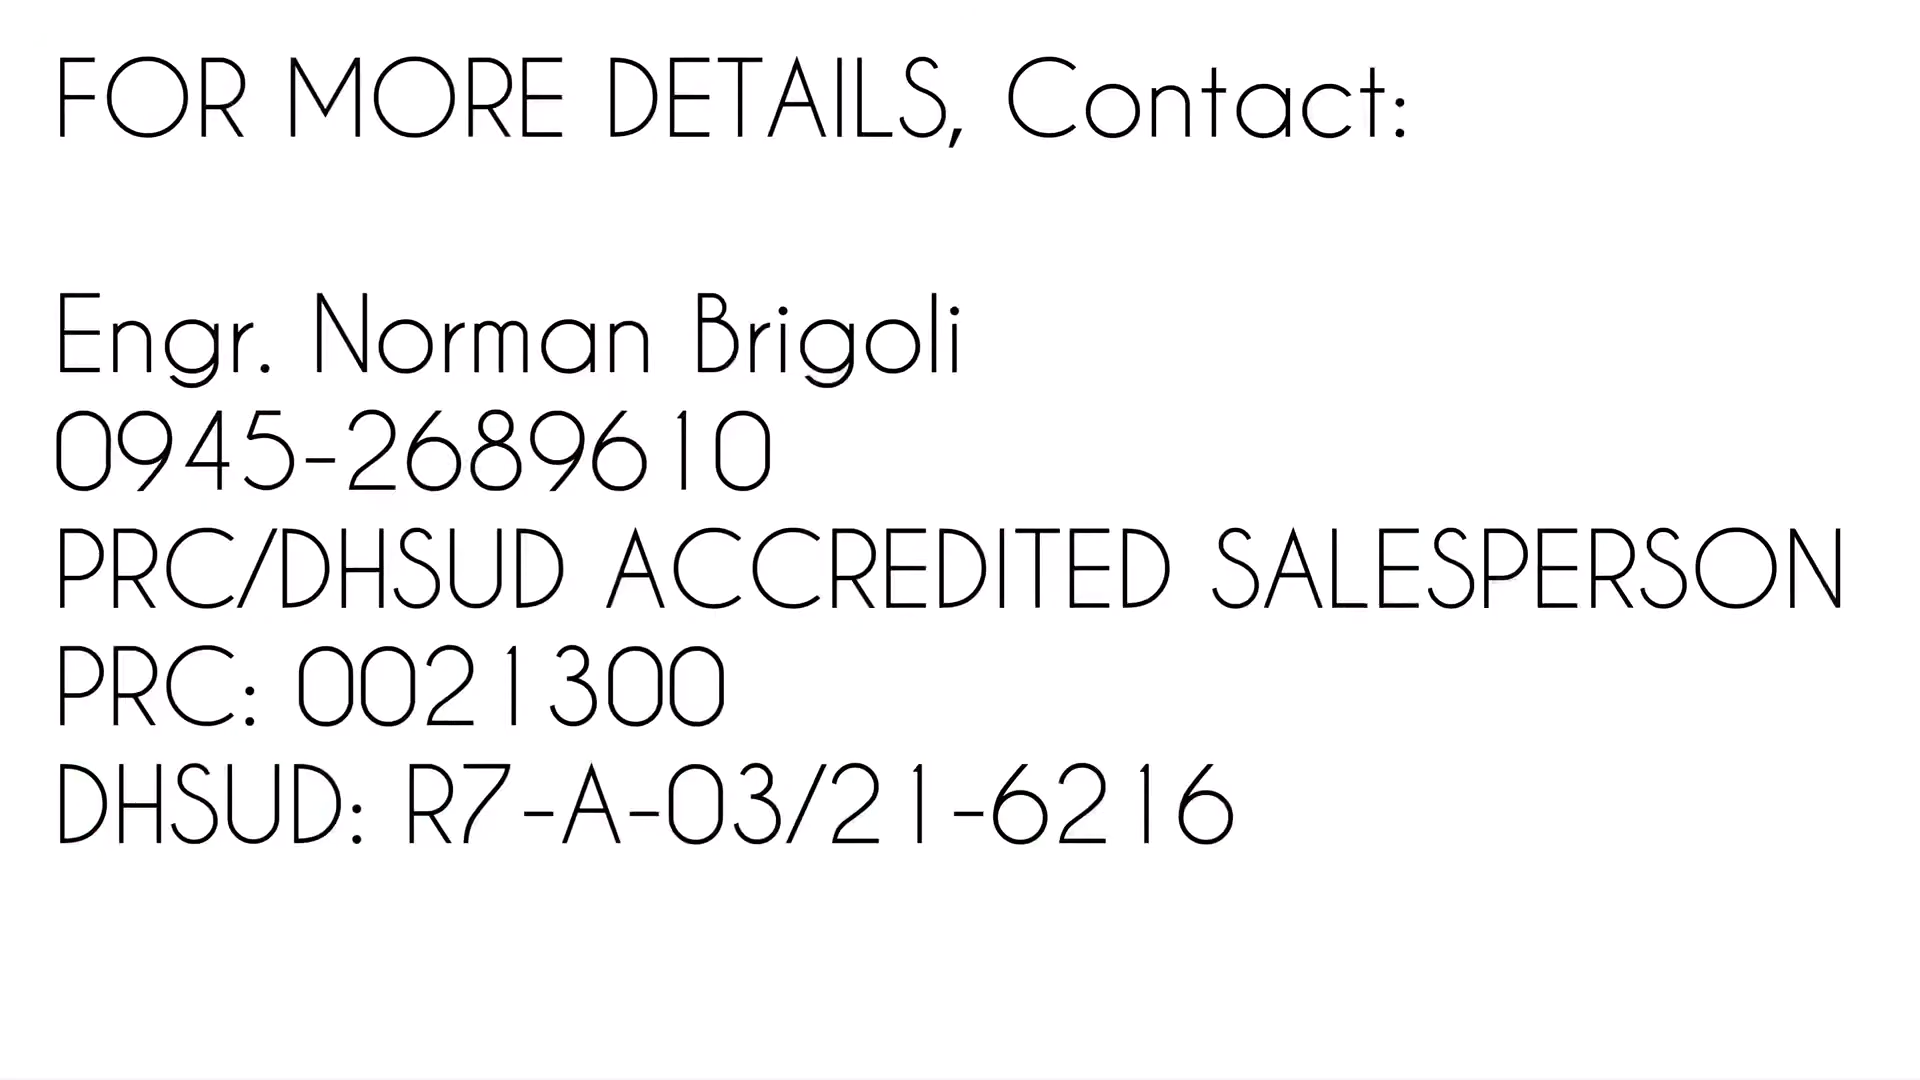 FOR MORE DETAILS, Contact:
Engr. Norman Brigoli
0945-2689610
PRC/DHSUD ACCREDITED SALESPERSON
PRC: 0021300
DHSUD: R7-A-03/21-6216